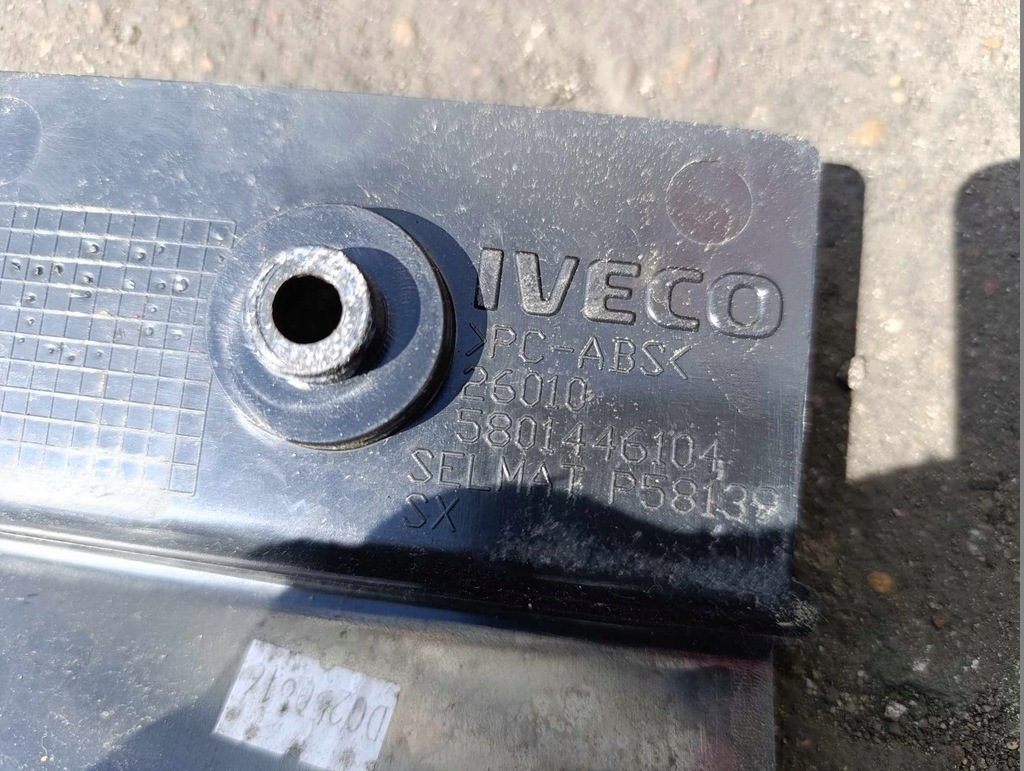 IVECO
>PC-ABS<
26010
5801446104
SELMAT P58139
SX